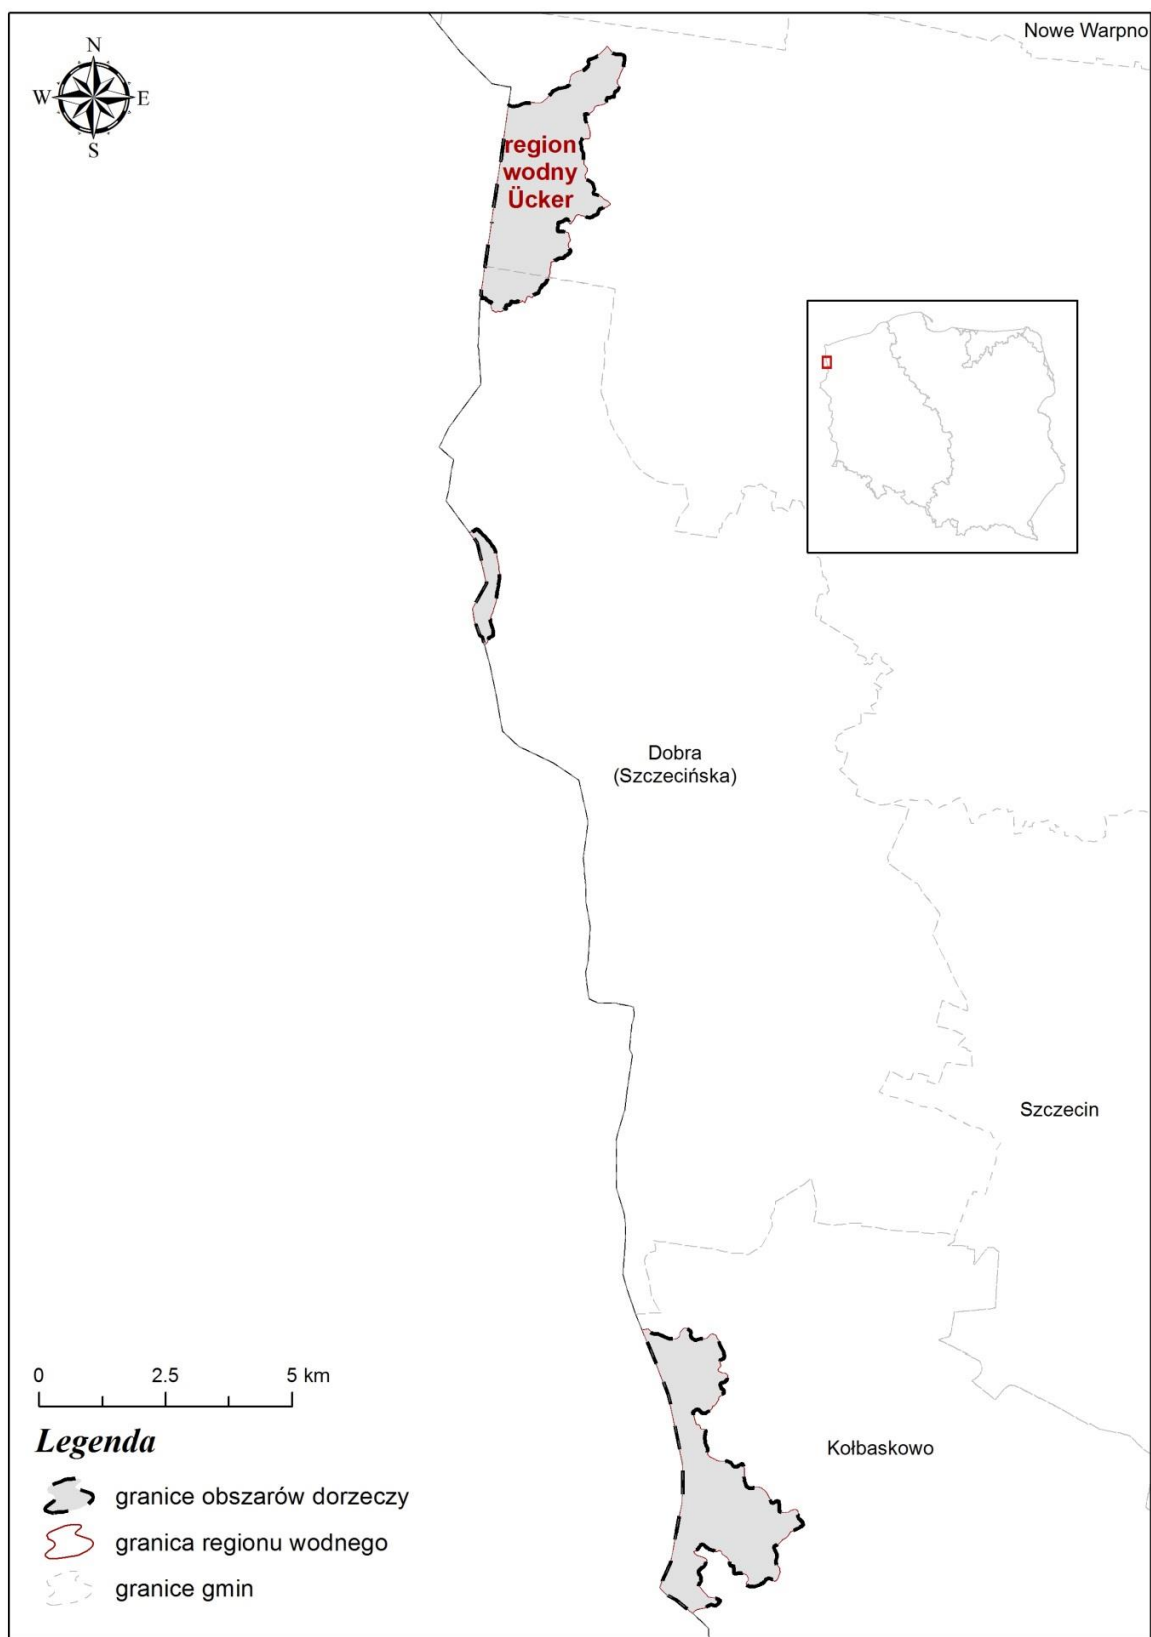 Nowe Warpno
N
W E
S
region
wodny
Ücker
Dobra
(Szczecińska)
Szczecin
0 2.5 5 km
Kołbaskowo
Legenda
granice obszarów dorzeczy
granica regionu wodnego
granice gmin